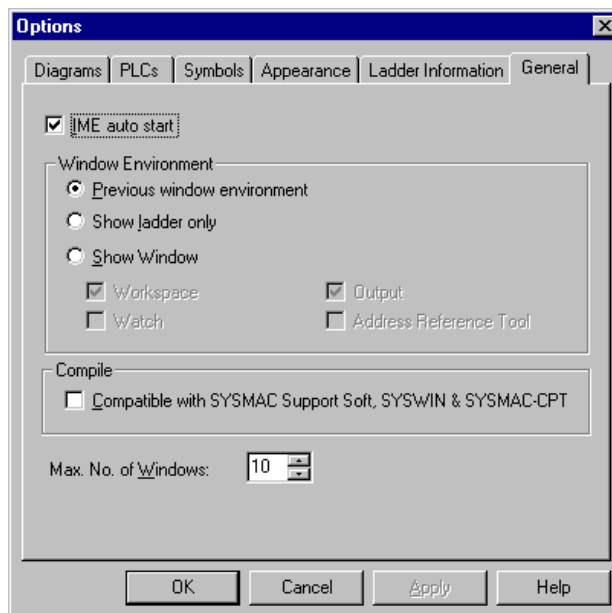 Options
Diagrams PLCs Symbols Appearance Ladder Information General
IME auto start
Window Environment
Previous window environment
Show ladder only
Show Window
Workspace Output
Watch Address Reference Tool
Compile
Compatible with SYSMAC Support Soft, SYSWIN & SYSMAC-CPT
Max. No. of Windows: 10
OK Cancel Apply Help